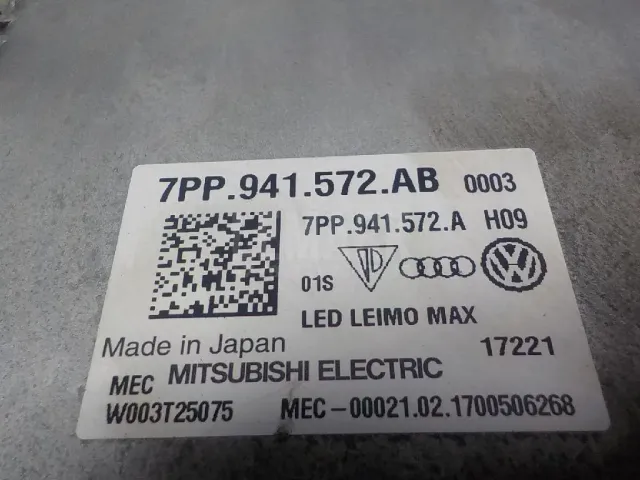 7PP.941.572.AB 0003
7PP.941.572.A H09
01S
LED LEIMO MAX
Made in Japan 17221
MEC MITSUBISHI ELECTRIC
W003T25075 MEC-00021.02.1700506268